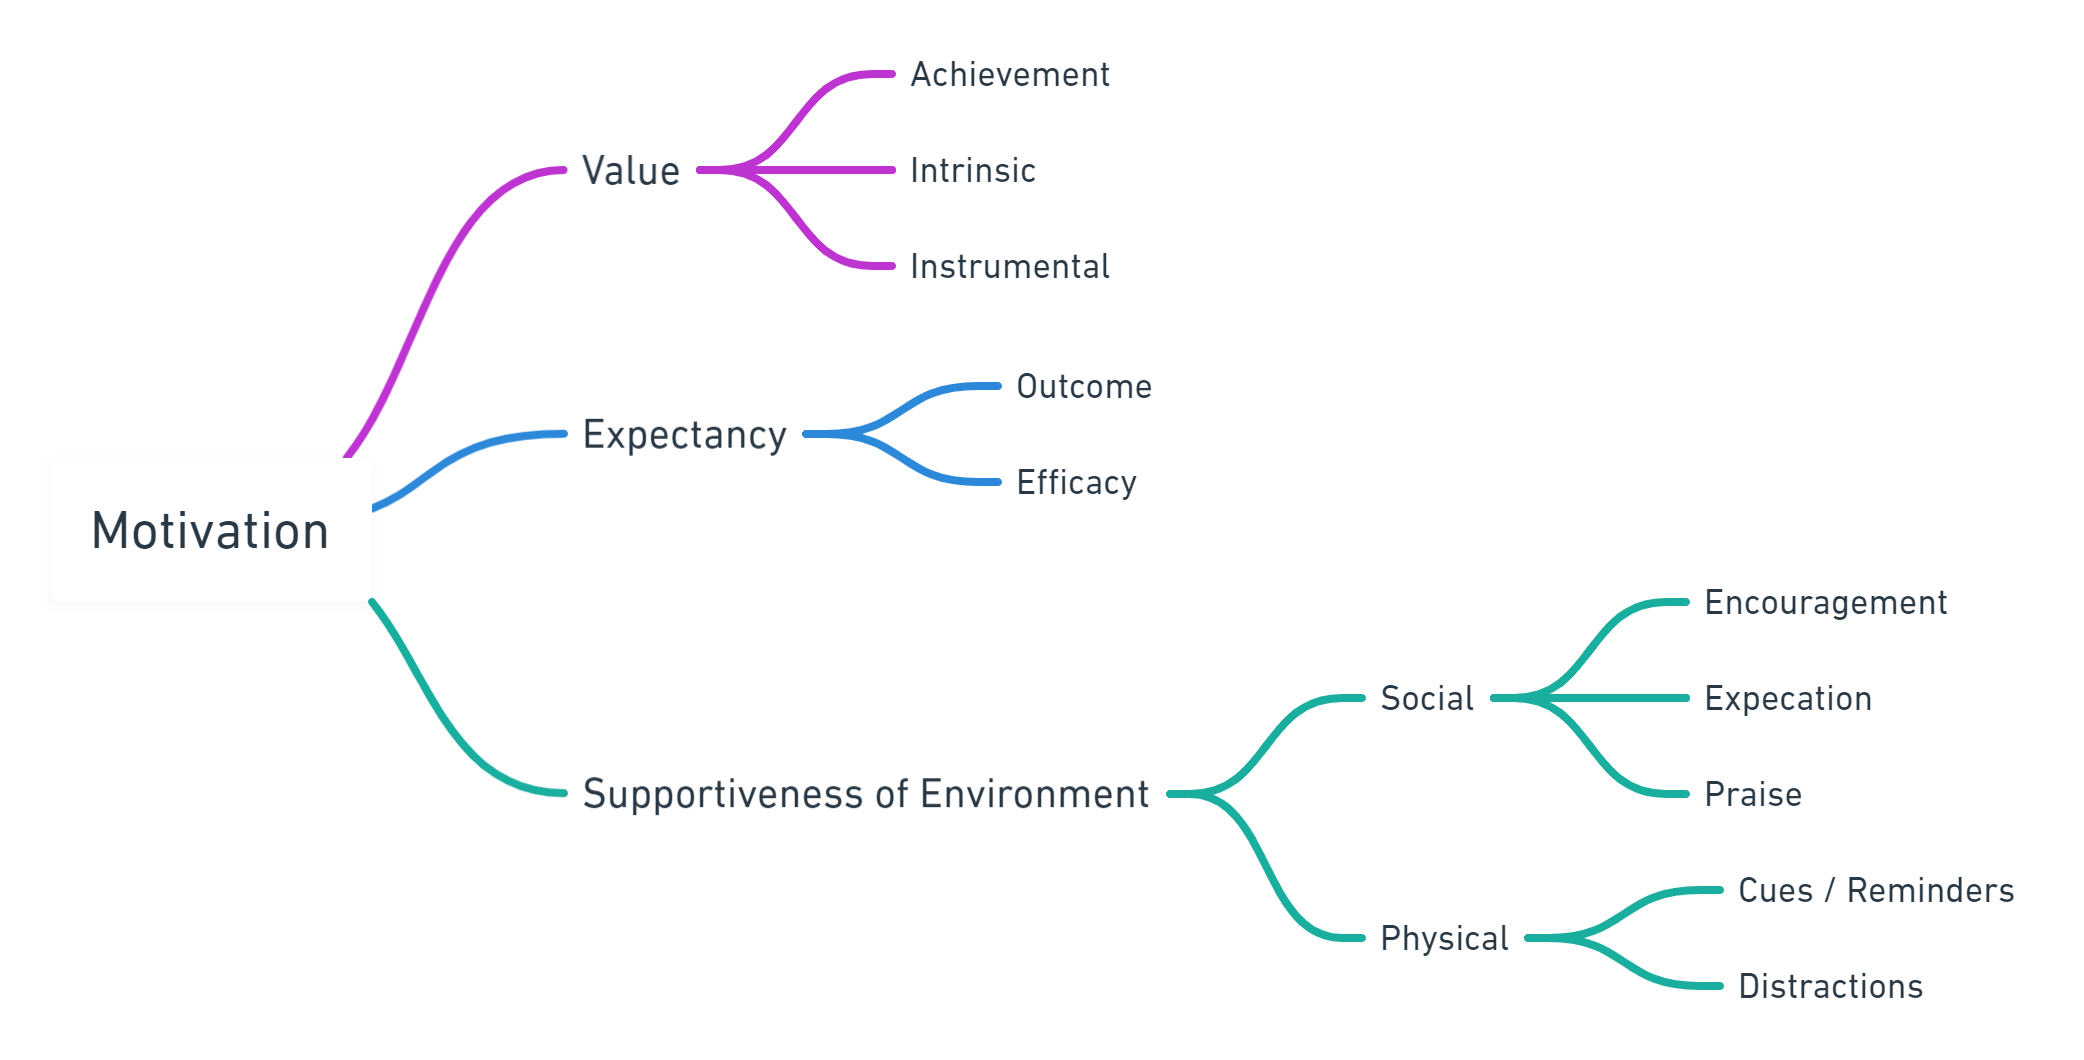 Motivation
Value
Achievement
Intrinsic
Instrumental
Expectancy
Outcome
Efficacy
Supportiveness of Environment
Social
Encouragement
Expecation
Praise
Physical
Cues / Reminders
Distractions